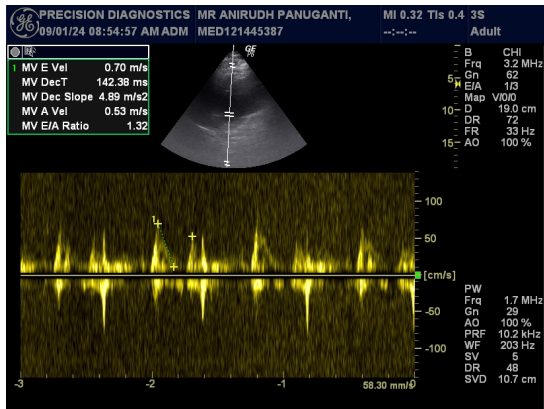 PRECISION DIAGNOSTICS MR ANIRUDH PANUGANTI, MI 0.32 TIs 0.4 3S
09/01/24 08:54:57 AM ADM MED121445387 --:--:-- Adult
1 MV E Vel 0.70 m/s
MV DecT 142.38 ms
MV Dec Slope 4.89 m/s2
MV A Vel 0.53 m/s
MV E/A Ratio 1.32
5
10
15
B CHI
Frq 3.2 MHz
Gn 62
E/A 1/3
Map V/0/0
D 19.0 cm
DR 72
FR 33 Hz
AO 100 %
1
100
50
[cm/s]
-50
-100
PW
Frq 1.7 MHz
Gn 29
AO 100 %
PRF 10.2 kHz
WF 203 Hz
SV 5
DR 48
SVD 10.7 cm
-3 -2 -1 58.30 mm/s